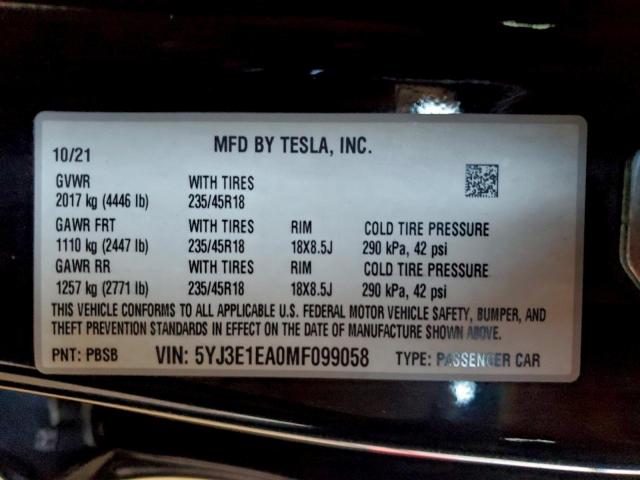 MFD BY TESLA, INC.
10/21
GVWR WITH TIRES
2017 kg (4446 lb) 235/45R18
GAWR FRT WITH TIRES RIM COLD TIRE PRESSURE
1110 kg (2447 lb) 235/45R18 18X8.5J 290 kPa, 42 psi
GAWR RR WITH TIRES RIM COLD TIRE PRESSURE
1257 kg (2771 lb) 235/45R18 18X8.5J 290 kPa, 42 psi
THIS VEHICLE CONFORMS TO ALL APPLICABLE U.S. FEDERAL MOTOR VEHICLE SAFETY, BUMPER, AND
THEFT PREVENTION STANDARDS IN EFFECT ON THE DATE OF MANUFACTURE SHOWN ABOVE.
PNT: PBSB VIN: 5YJ3E1EA0MF099058 TYPE: PASSENGER CAR